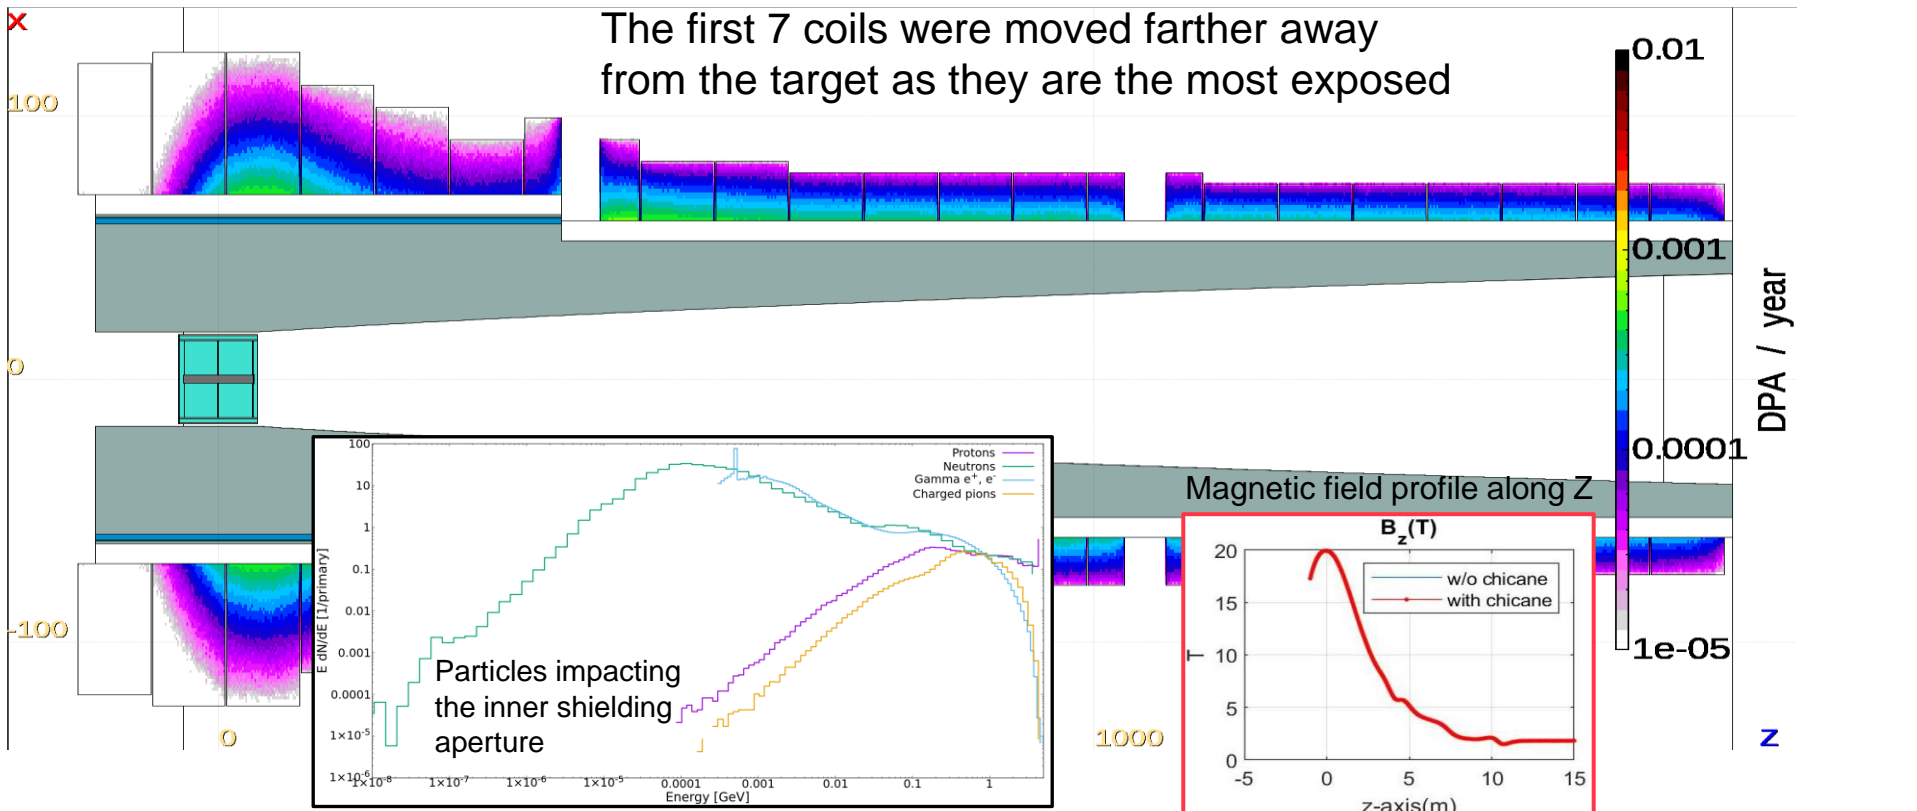 The first 7 coils were moved farther away
from the target as they are the most exposed
X
100
0
-100
0
1000
Z
0.01
0.001
0.0001
1e-05
DPA / year
100
10
1
0.1
0.01
0.001
0.0001
1×10⁻⁵
1×10⁻⁶
E dN/dE [1/primary]
Protons
Neutrons
Gamma e⁺, e⁻
Charged pions
Particles impacting
the inner shielding
aperture
1×10⁻⁸ 1×10⁻⁷ 1×10⁻⁶ 1×10⁻⁵ 0.0001 0.001 0.01 0.1 1
Energy [GeV]
Magnetic field profile along Z
B_z(T)
20
15
10
5
0
T
w/o chicane
with chicane
-5 0 5 10 15
z-axis(m)